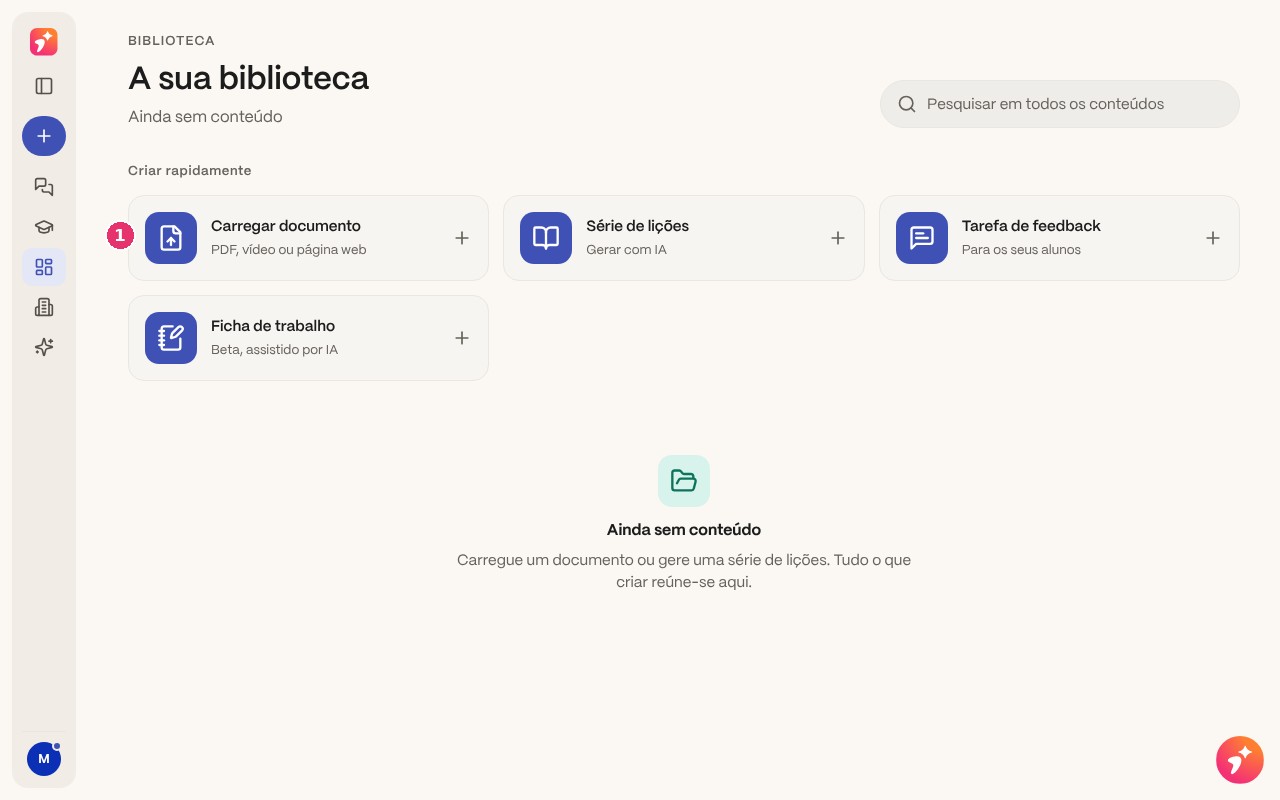 BIBLIOTECA
A sua biblioteca
Ainda sem conteúdo
Pesquisar em todos os conteúdos
Criar rapidamente
1
Carregar documento
PDF, vídeo ou página web
Série de lições
Gerar com IA
Tarefa de feedback
Para os seus alunos
Ficha de trabalho
Beta, assistido por IA
Ainda sem conteúdo
Carregue um documento ou gere uma série de lições. Tudo o que
criar reúne-se aqui.
M